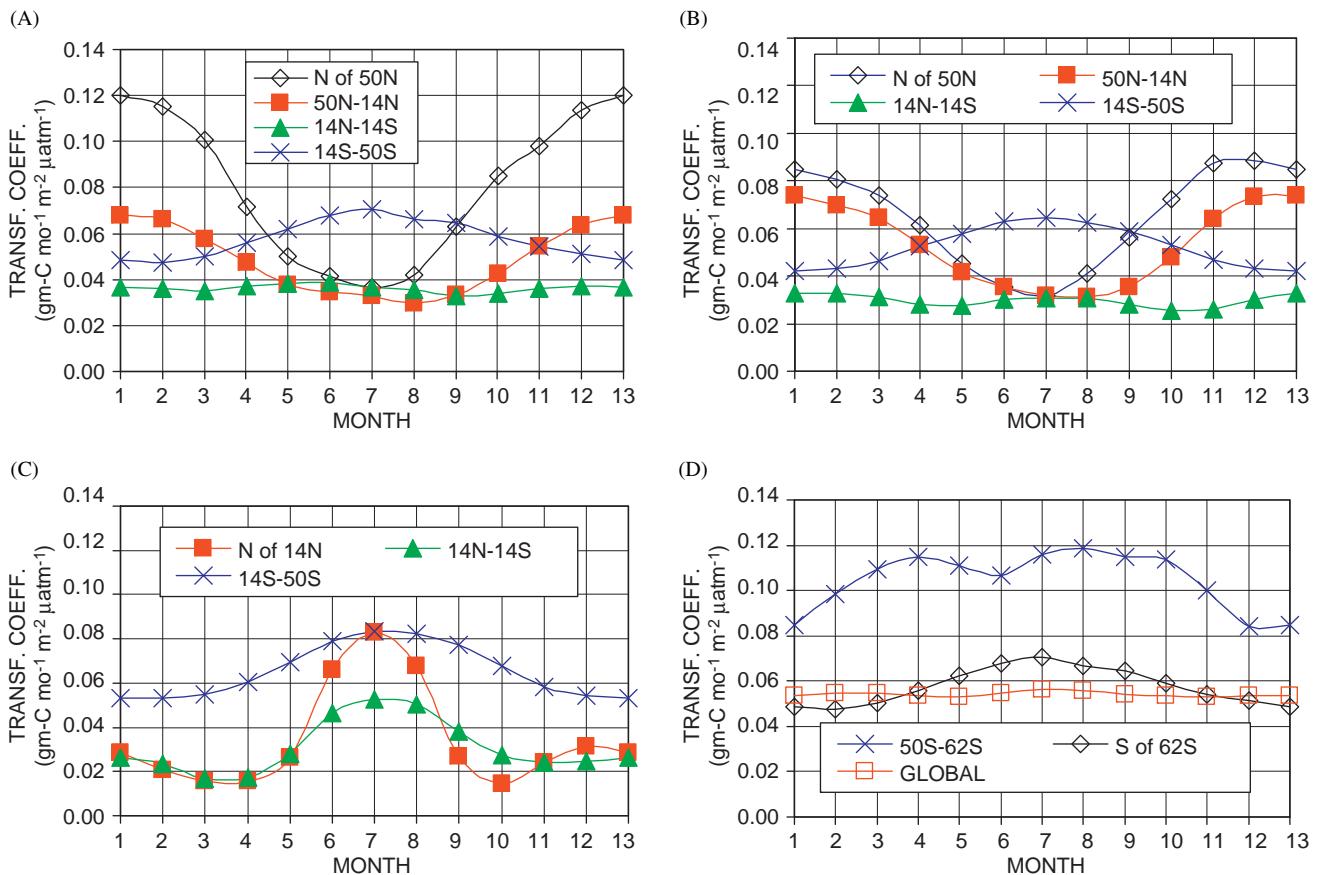 (A)
TRANSF. COEFF.
(gm-C mo-1 m-2 µatm-1)
0.14
0.12
0.10
0.08
0.06
0.04
0.02
0.00
N of 50N
50N-14N
14N-14S
14S-50S
1 2 3 4 5 6 7 8 9 10 11 12 13
MONTH
(B)
TRANSF. COEFF.
(gm-C mo-1 m-2 µatm-1)
0.14
0.12
0.10
0.08
0.06
0.04
0.02
0.00
N of 50N 50N-14N
14N-14S 14S-50S
1 2 3 4 5 6 7 8 9 10 11 12 13
MONTH
(C)
TRANSF. COEFF.
(gm-C mo-1 m-2 µatm-1)
0.14
0.12
0.10
0.08
0.06
0.04
0.02
0.00
N of 14N 14N-14S
14S-50S
1 2 3 4 5 6 7 8 9 10 11 12 13
MONTH
(D)
TRANSF. COEFF.
(gm-C mo-1 m-2 µatm-1)
0.14
0.12
0.10
0.08
0.06
0.04
0.02
0.00
50S-62S S of 62S
GLOBAL
1 2 3 4 5 6 7 8 9 10 11 12 13
MONTH